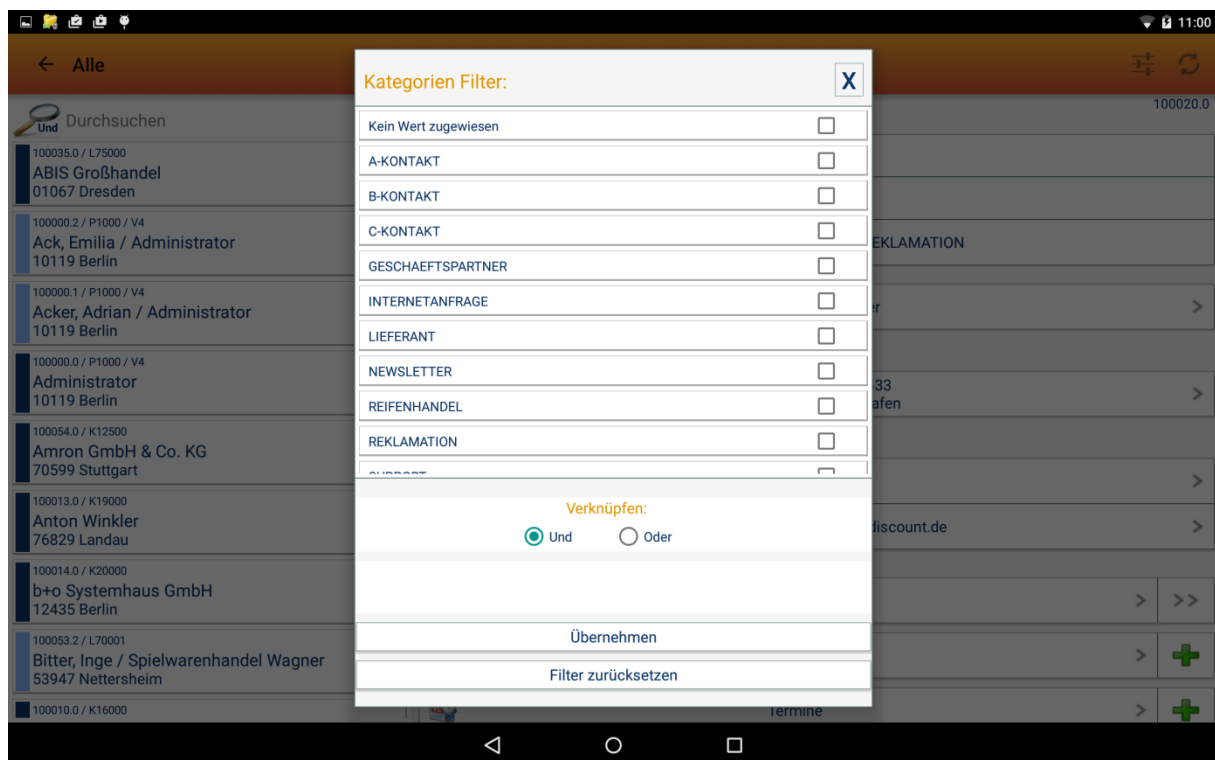 11:00
Alle
Kategorien Filter:
X
100020.0
Und Durchsuchen
100035.0 / L75000
ABIS Großhandel
01067 Dresden
100000.2 / P1000 / V4
Ack, Emilia / Administrator
10119 Berlin
100000.1 / P1000 / V4
Acker, Adrian / Administrator
10119 Berlin
100000.0 / P1000 / V4
Administrator
10119 Berlin
100054.0 / K12500
Amron GmbH & Co. KG
70599 Stuttgart
100013.0 / K19000
Anton Winkler
76829 Landau
100014.0 / K20000
b+o Systemhaus GmbH
12435 Berlin
100053.2 / L70001
Bitter, Inge / Spielwarenhandel Wagner
53947 Nettersheim
100010.0 / K16000
Kein Wert zugewiesen
A-KONTAKT
B-KONTAKT
C-KONTAKT
GESCHAEFTSPARTNER
INTERNETANFRAGE
LIEFERANT
NEWSLETTER
REIFENHANDEL
REKLAMATION
SUPPORT
Verknüpfen:
Und Oder
Übernehmen
Filter zurücksetzen
EKLAMATION
er >
33
afen >
>
discount.de >
> >>
>
Termine >